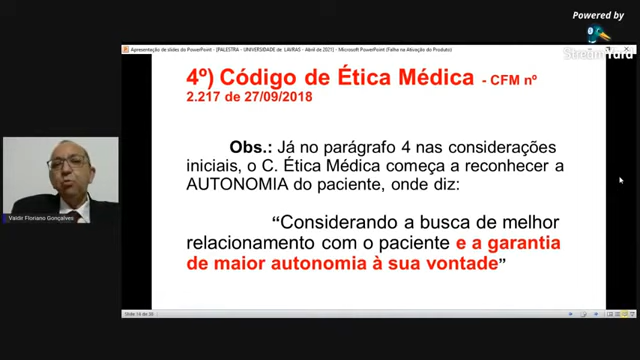 Powered by
StreamYard
Apresentação de slides do PowerPoint - [PALESTRA - UNIVERSIDADE de LAVRAS - Abril de 2021] - Microsoft PowerPoint (Falha na Ativação do Produto)
4º) Código de Ética Médica - CFM nº
2.217 de 27/09/2018
Obs.: Já no parágrafo 4 nas considerações
iniciais, o C. Ética Médica começa a reconhecer a
AUTONOMIA do paciente, onde diz:
“Considerando a busca de melhor
relacionamento com o paciente e a garantia
de maior autonomia à sua vontade”
Valdir Floriano Gonçalves
Slide 14 de 38